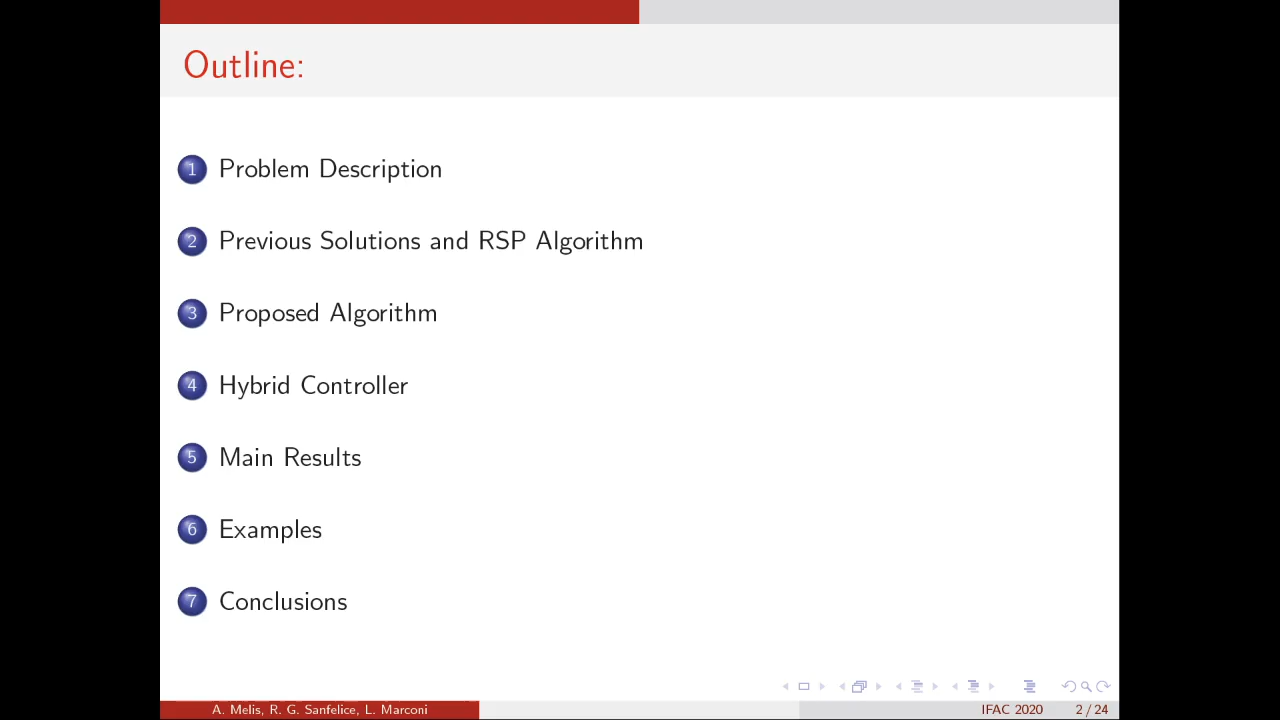 Outline:
1 Problem Description
2 Previous Solutions and RSP Algorithm
3 Proposed Algorithm
4 Hybrid Controller
5 Main Results
6 Examples
7 Conclusions
A. Melis, R. G. Sanfelice, L. Marconi IFAC 2020 2 / 24